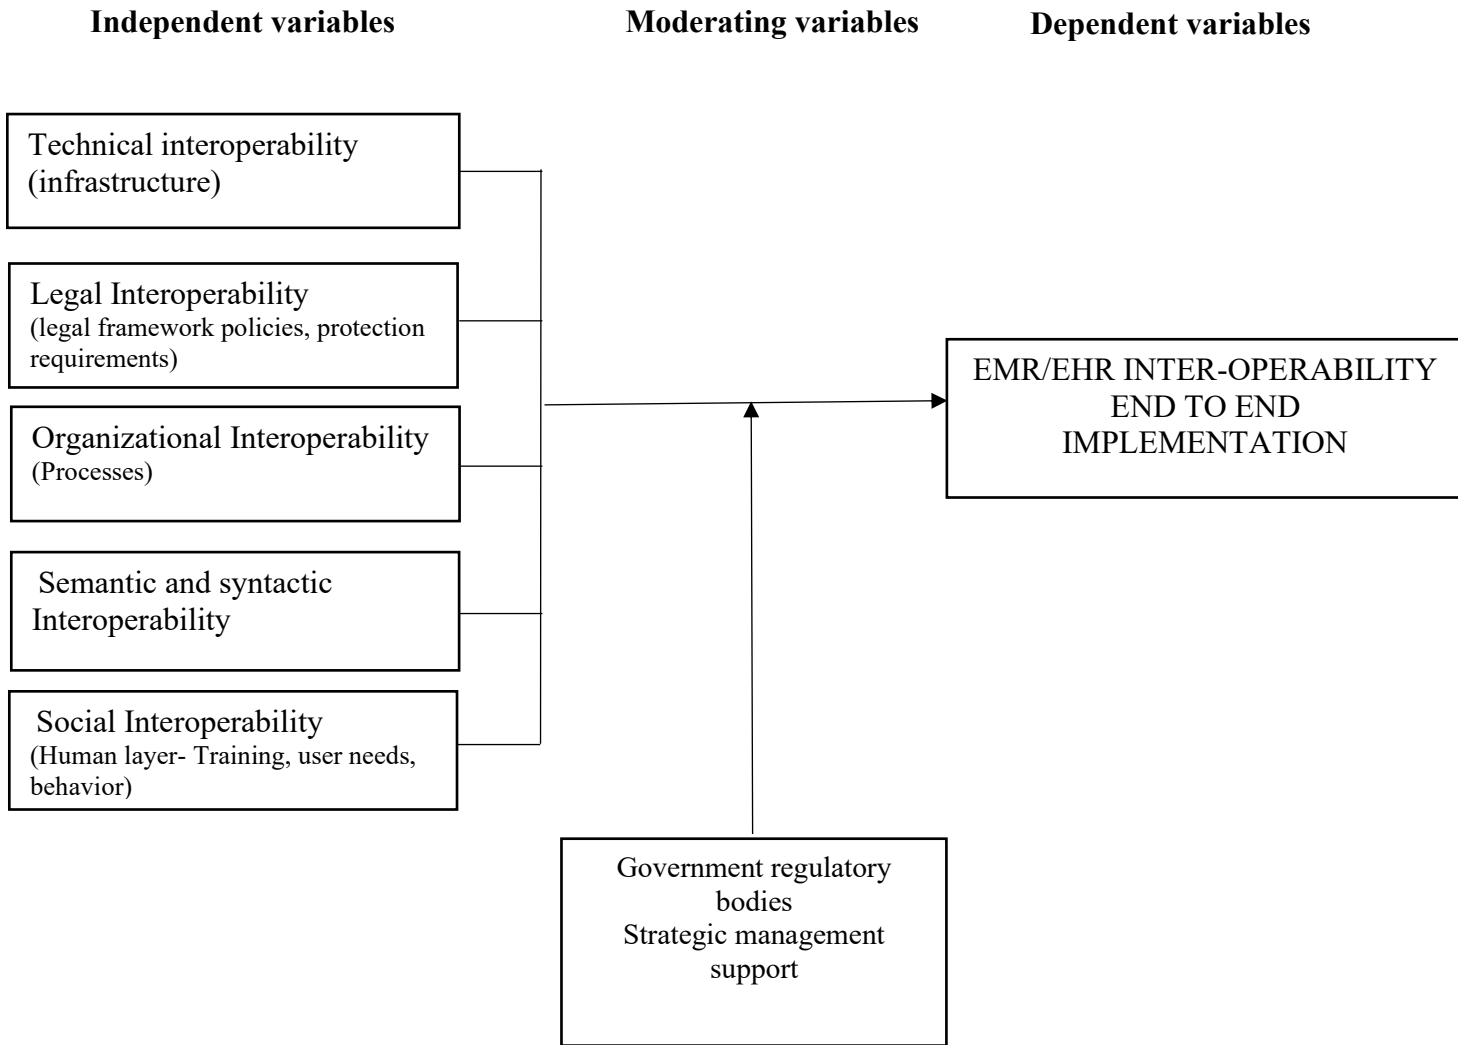 Independent variables
Moderating variables
Dependent variables
Technical interoperability
(infrastructure)
Legal Interoperability
(legal framework policies, protection
requirements)
Organizational Interoperability
(Processes)
Semantic and syntactic
Interoperability
Social Interoperability
(Human layer- Training, user needs,
behavior)
EMR/EHR INTER-OPERABILITY
END TO END
IMPLEMENTATION
Government regulatory
bodies
Strategic management
support